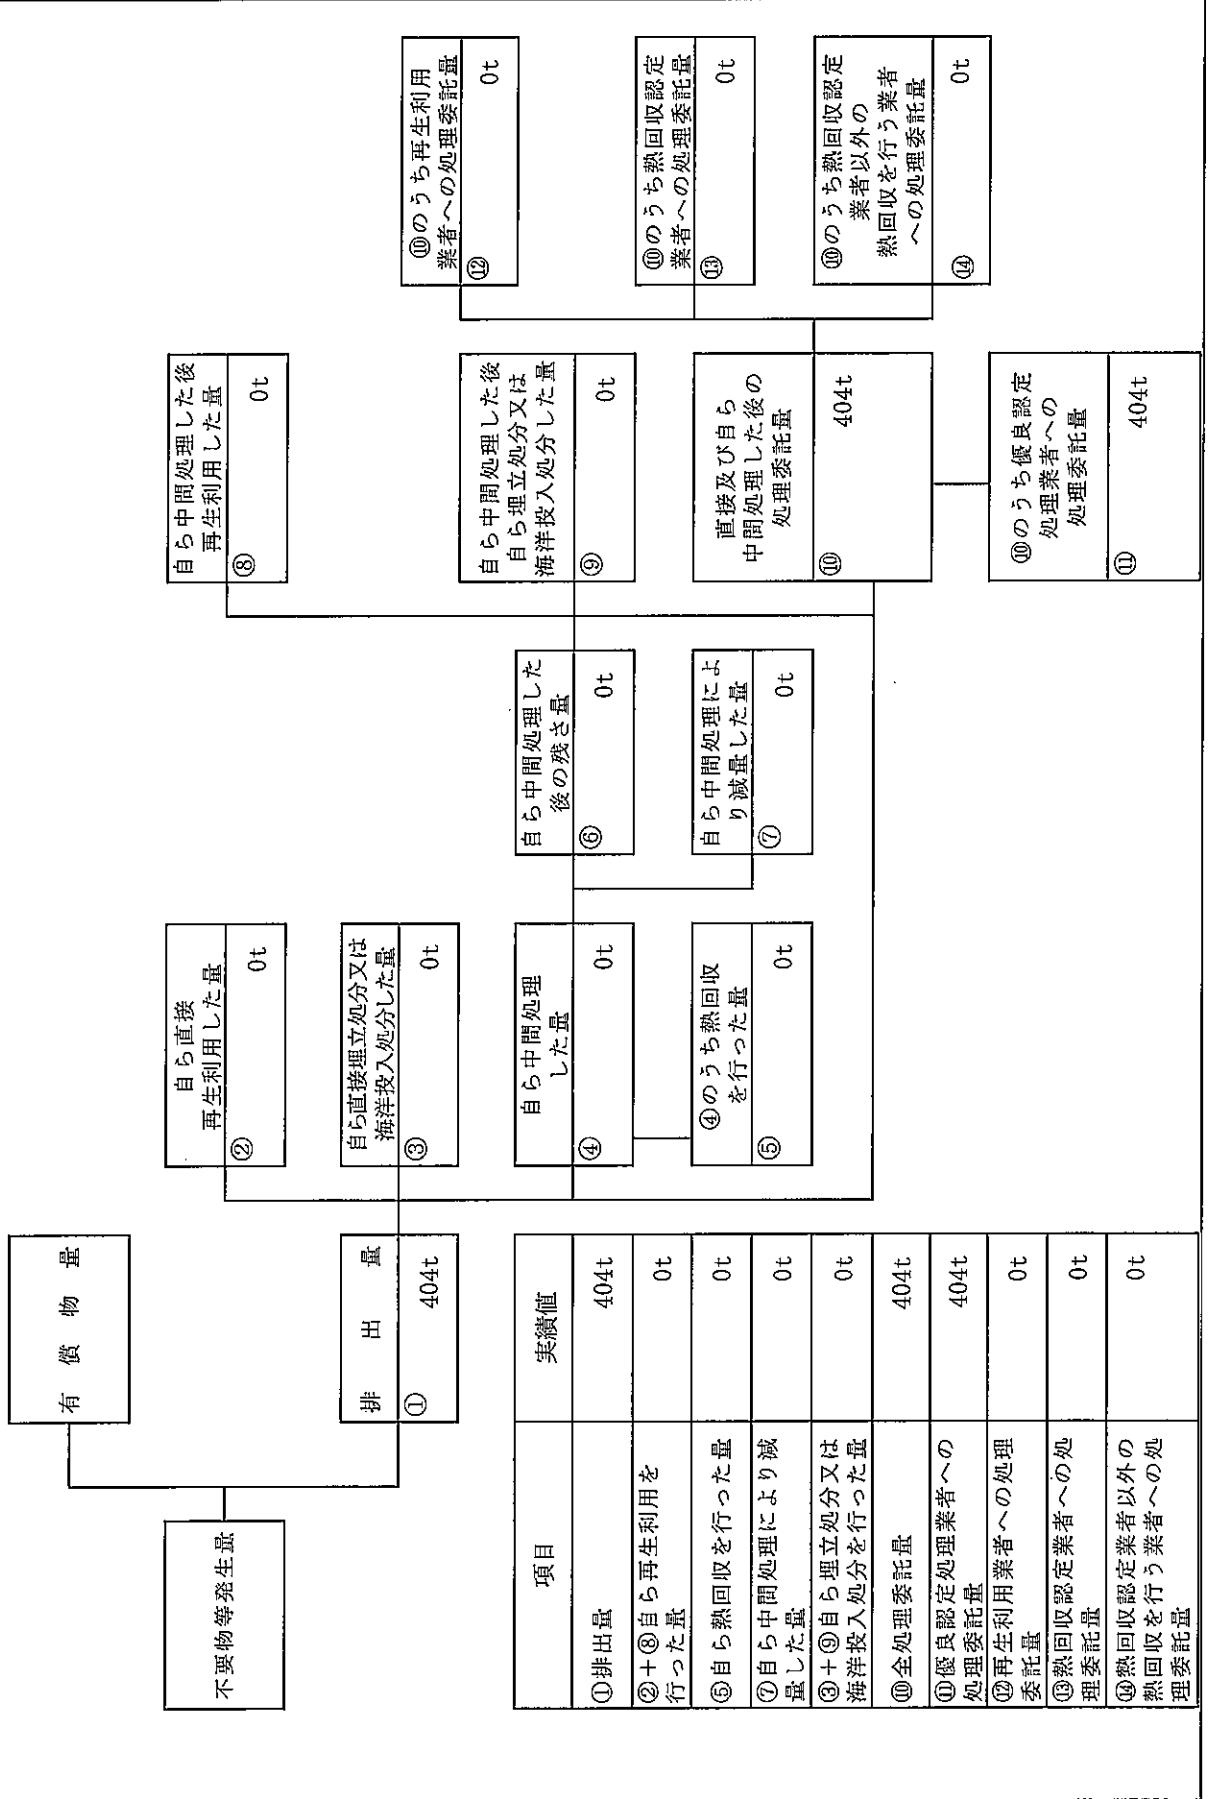 不要物等発生量
有償物量
排出量
① 404t
自ら直接
再生利用した量
② 0t
自ら直接埋立処分又は
海洋投入処分した量
③ 0t
自ら中間処理
した量
④ 0t
④のうち熱回収
を行った量
⑤ 0t
自ら中間処理した
後の残さ量
⑥ 0t
自ら中間処理によ
り減量した量
⑦ 0t
自ら中間処理した後
再生利用した量
⑧ 0t
自ら中間処理した後
自ら埋立処分又は
海洋投入処分した量
⑨ 0t
直接及び自ら
中間処理した後の
処理委託量
⑩ 404t
⑩のうち優良認定
処理業者への
処理委託量
⑪ 404t
⑩のうち再生利用
業者への処理委託量
⑫ 0t
⑩のうち熱回収認定
業者への処理委託量
⑬ 0t
⑩のうち熱回収認定
業者以外の
熱回収を行う業者
への処理委託量
⑭ 0t
項目 実績値
①排出量 404t
②+⑧自ら再生利用を
行った量 0t
⑤自ら熱回収を行った量 0t
⑦自ら中間処理により減
量した量 0t
③+⑨自ら埋立処分又は
海洋投入処分を行った量 0t
⑩全処理委託量 404t
⑪優良認定処理業者への
処理委託量 404t
⑫再生利用業者への処理
委託量 0t
⑬熱回収認定業者への処
理委託量 0t
⑭熱回収認定業者以外の
熱回収を行う業者への処
理委託量 0t